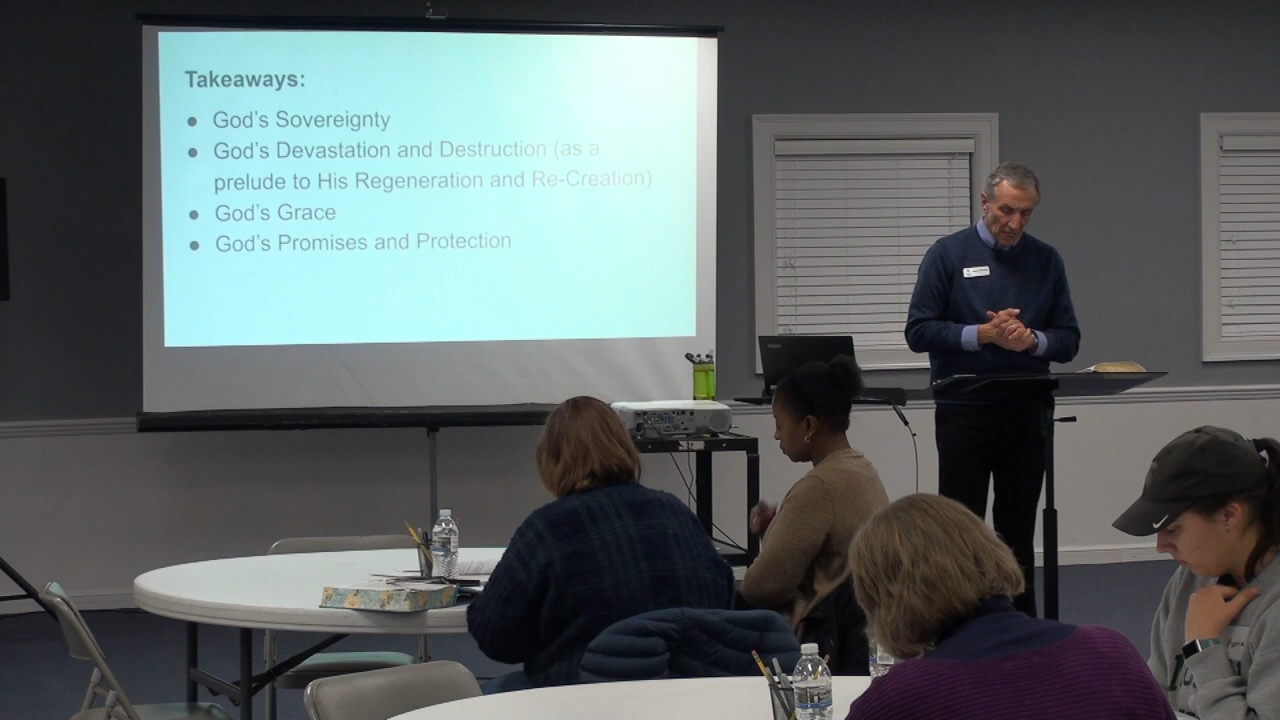 Takeaways:
● God's Sovereignty
● God's Devastation and Destruction (as a
prelude to His Regeneration and Re-Creation)
● God's Grace
● God's Promises and Protection